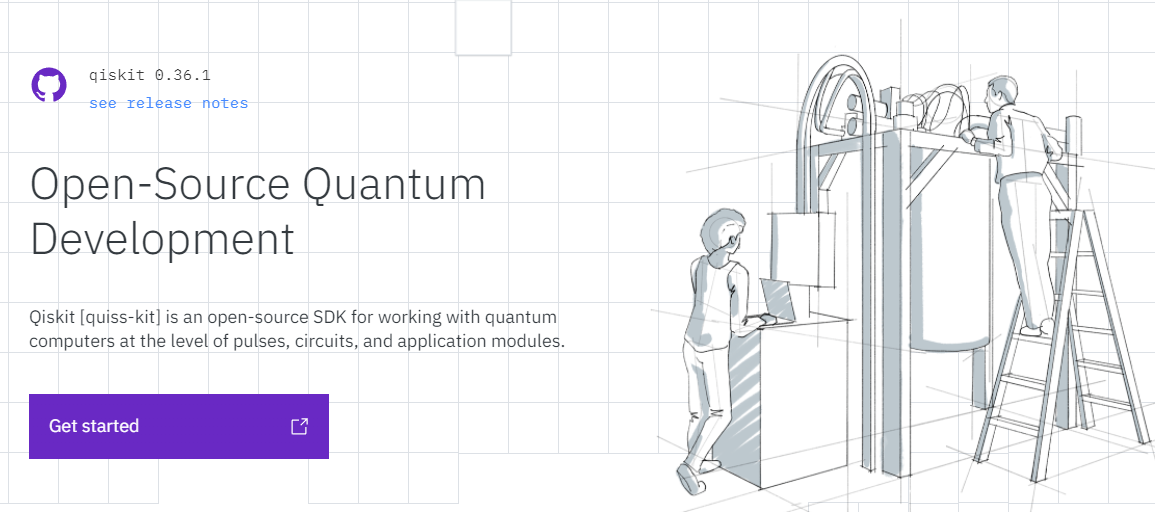 qiskit 0.36.1
see release notes
Open-Source Quantum
Development
Qiskit [quiss-kit] is an open-source SDK for working with quantum
computers at the level of pulses, circuits, and application modules.
Get started